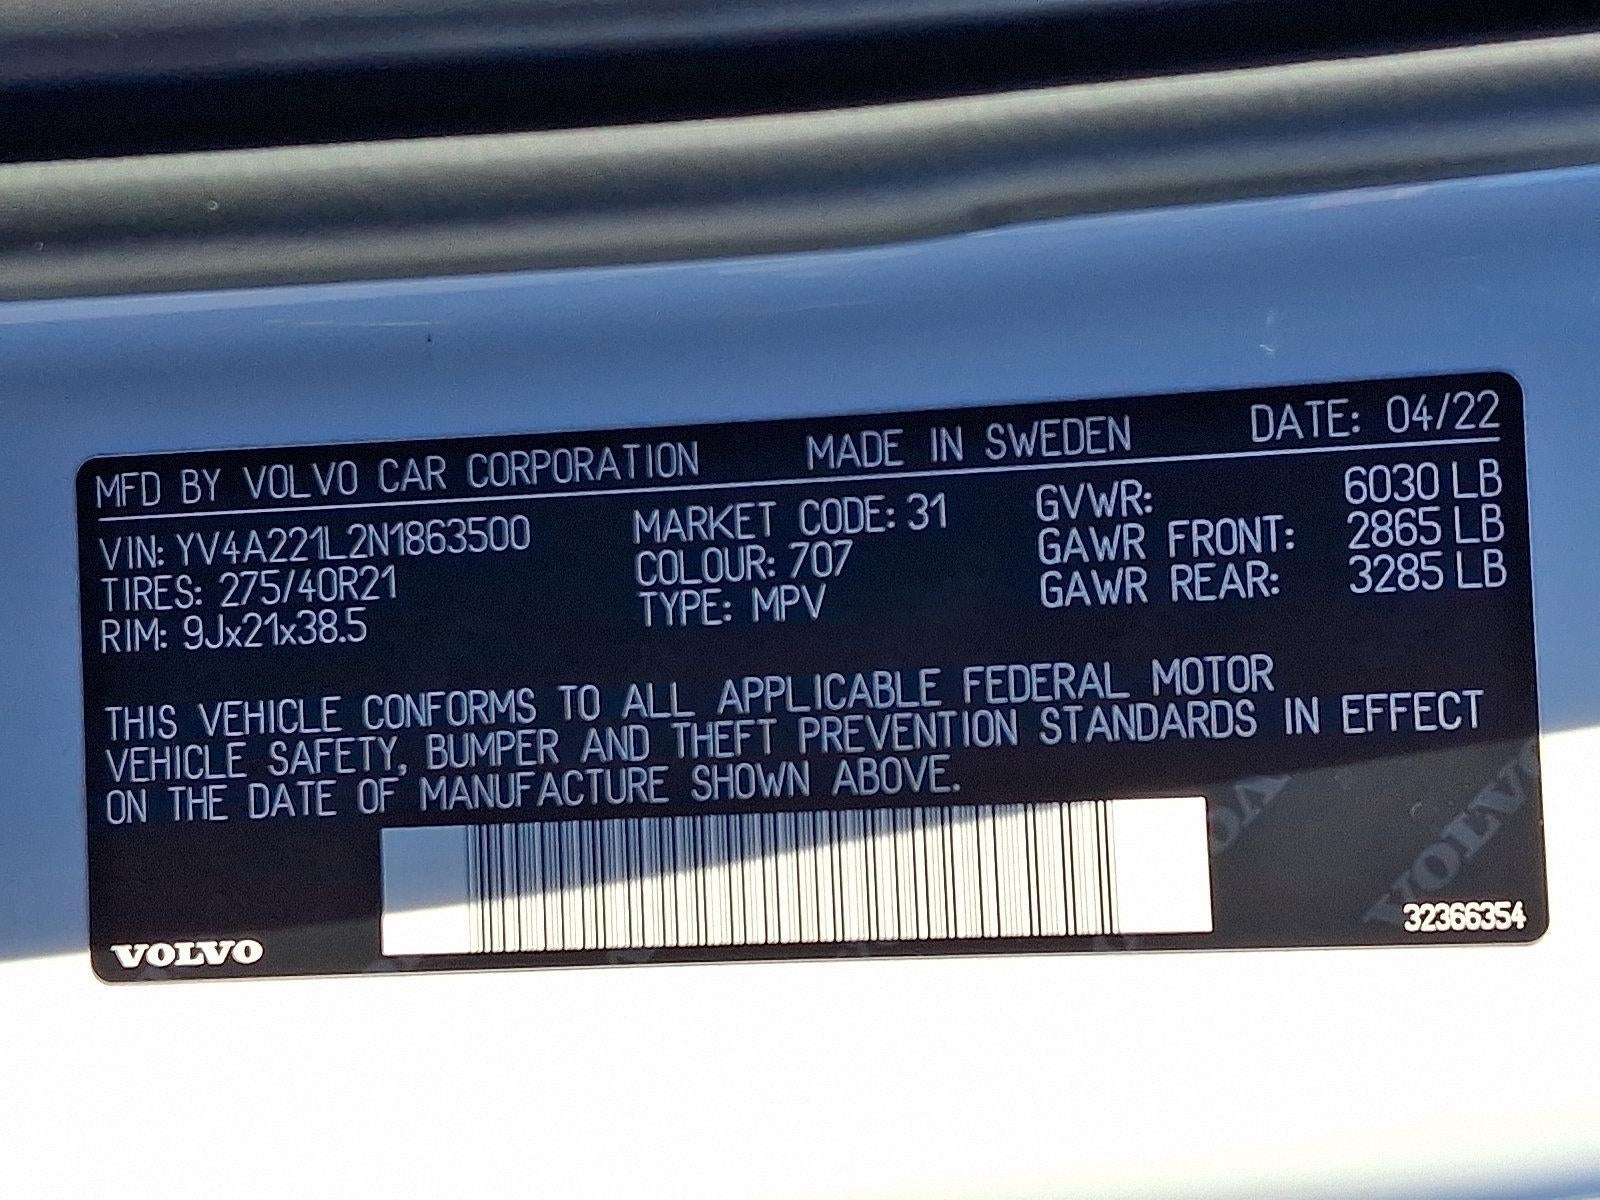 MFD BY VOLVO CAR CORPORATION MADE IN SWEDEN DATE: 04/22
VIN: YV4A221L2N1863500 MARKET CODE: 31 GVWR: 6030 LB
TIRES: 275/40R21 COLOUR: 707 GAWR FRONT: 2865 LB
RIM: 9Jx21x38.5 TYPE: MPV GAWR REAR: 3285 LB
THIS VEHICLE CONFORMS TO ALL APPLICABLE FEDERAL MOTOR
VEHICLE SAFETY, BUMPER AND THEFT PREVENTION STANDARDS IN EFFECT
ON THE DATE OF MANUFACTURE SHOWN ABOVE.
VOLVO
VOLVO
32366354